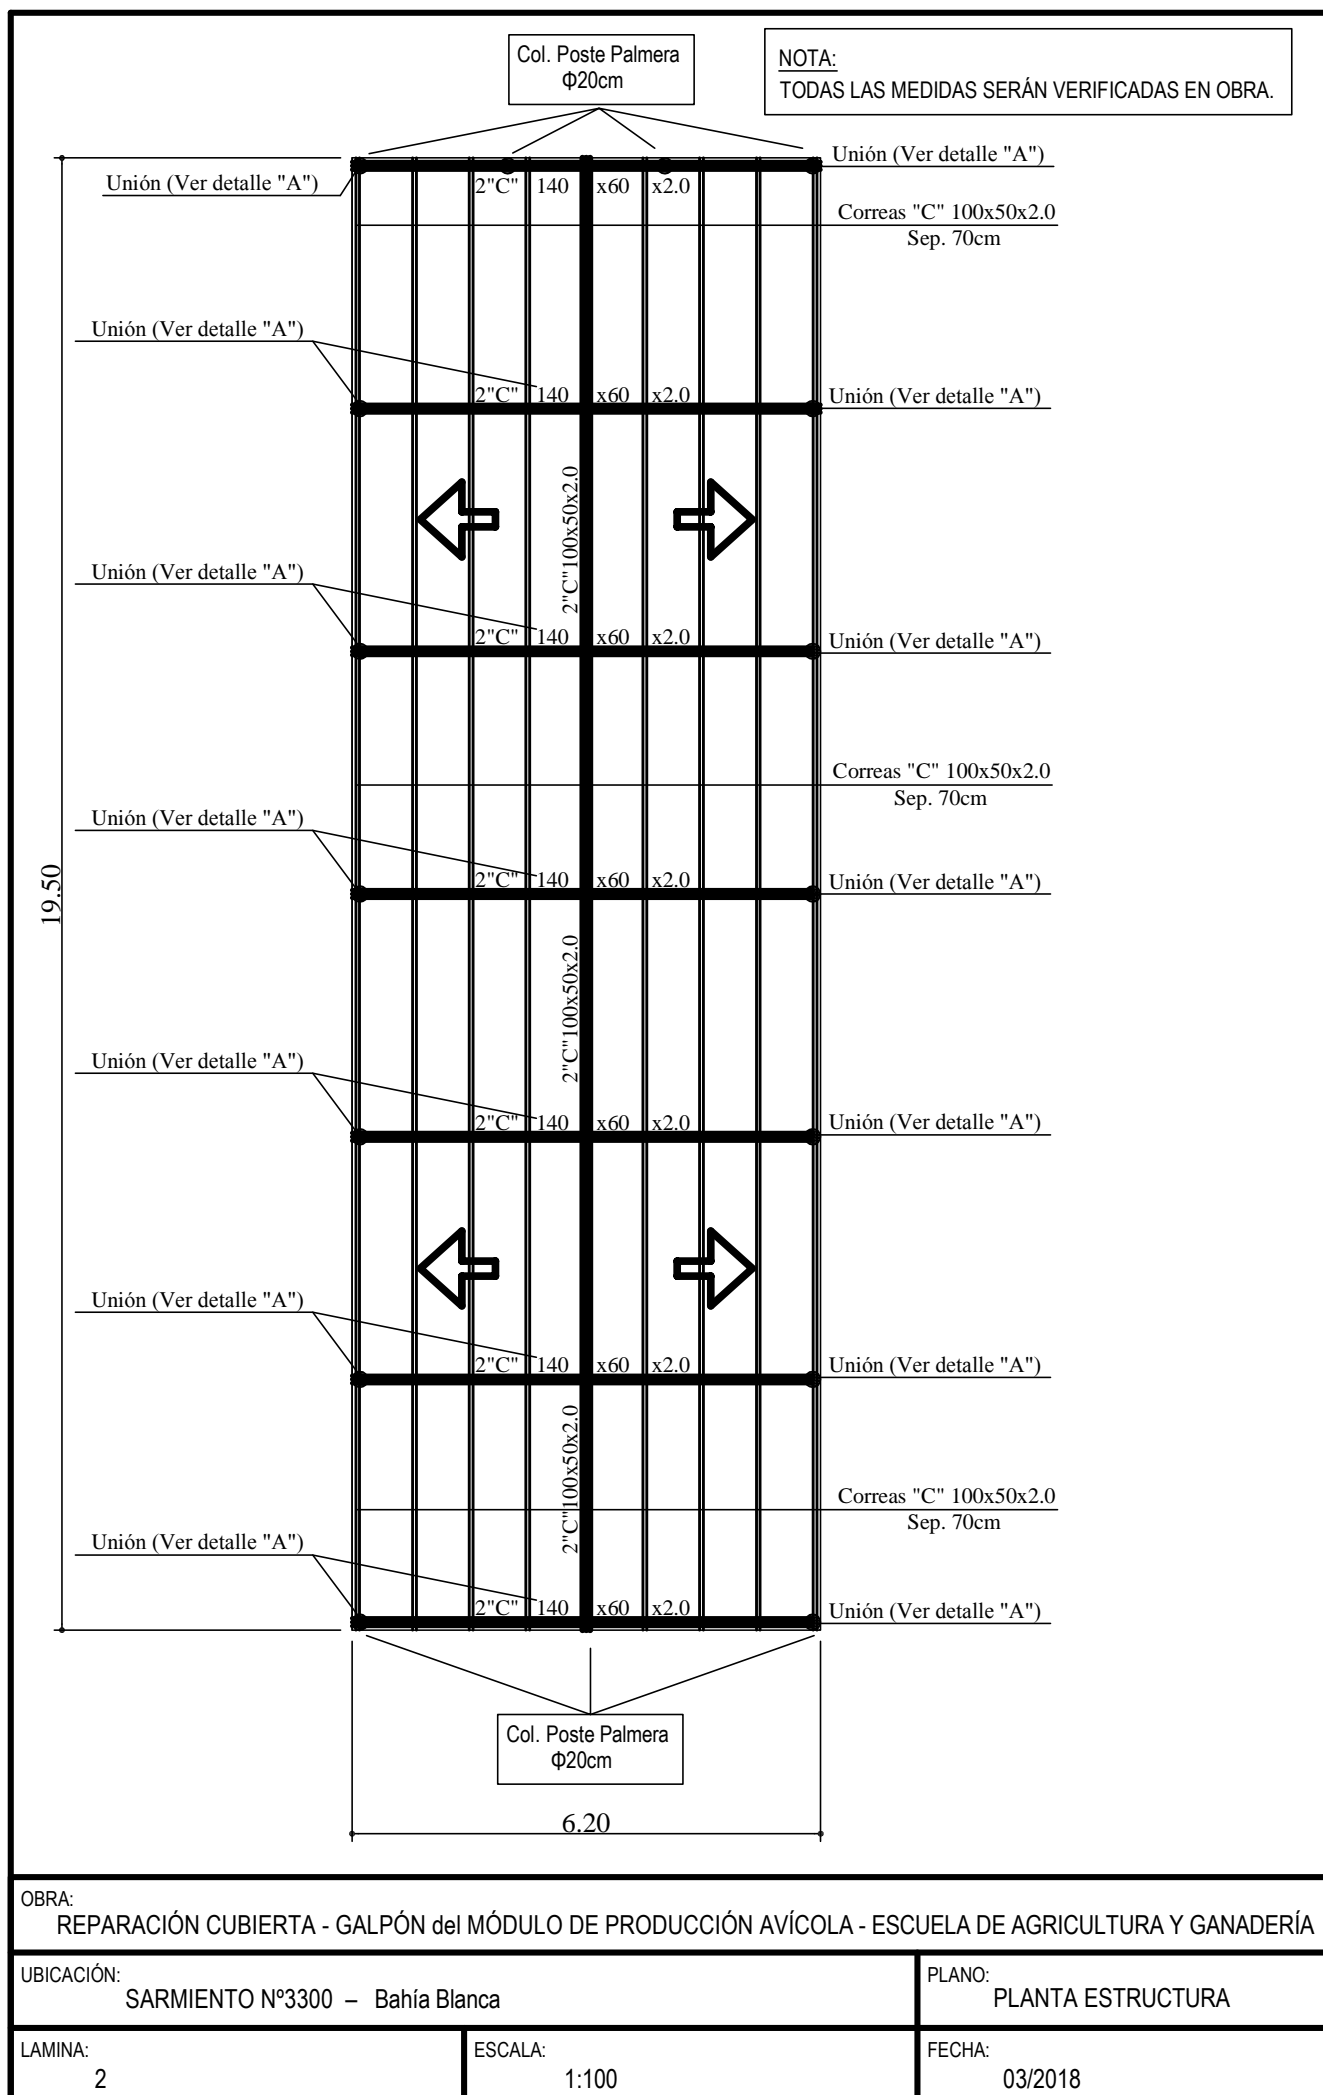 Col. Poste Palmera
Φ20cm
NOTA:
TODAS LAS MEDIDAS SERÁN VERIFICADAS EN OBRA.
Unión (Ver detalle "A")
Unión (Ver detalle "A")
2"C" 140 x60 x2.0
Correas "C" 100x50x2.0
Sep. 70cm
Unión (Ver detalle "A")
2"C" 140 x60 x2.0
Unión (Ver detalle "A")
2"C"100x50x2.0
Unión (Ver detalle "A")
2"C" 140 x60 x2.0
Unión (Ver detalle "A")
Correas "C" 100x50x2.0
Sep. 70cm
Unión (Ver detalle "A")
2"C" 140 x60 x2.0
Unión (Ver detalle "A")
19.50
2"C"100x50x2.0
Unión (Ver detalle "A")
2"C" 140 x60 x2.0
Unión (Ver detalle "A")
Unión (Ver detalle "A")
2"C" 140 x60 x2.0
Unión (Ver detalle "A")
2"C"100x50x2.0
Correas "C" 100x50x2.0
Sep. 70cm
Unión (Ver detalle "A")
2"C" 140 x60 x2.0
Unión (Ver detalle "A")
Col. Poste Palmera
Φ20cm
6.20
OBRA:
REPARACIÓN CUBIERTA - GALPÓN del MÓDULO DE PRODUCCIÓN AVÍCOLA - ESCUELA DE AGRICULTURA Y GANADERÍA
UBICACIÓN:
SARMIENTO Nº3300 – Bahía Blanca
PLANO:
PLANTA ESTRUCTURA
LAMINA:
2
ESCALA:
1:100
FECHA:
03/2018